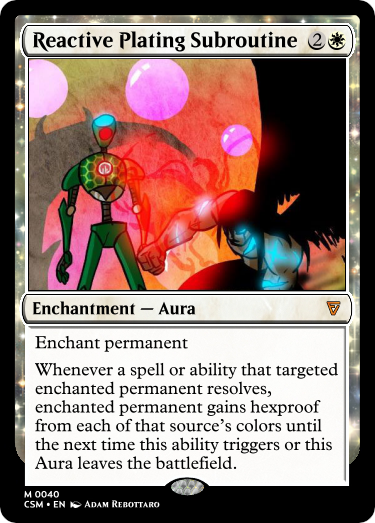 Reactive Plating Subroutine 2
Enchantment — Aura
Enchant permanent
Whenever a spell or ability that targeted
enchanted permanent resolves,
enchanted permanent gains hexproof
from each of that source's colors until
the next time this ability triggers or this
Aura leaves the battlefield.
M 0040
CSM • EN Adam Rebottaro